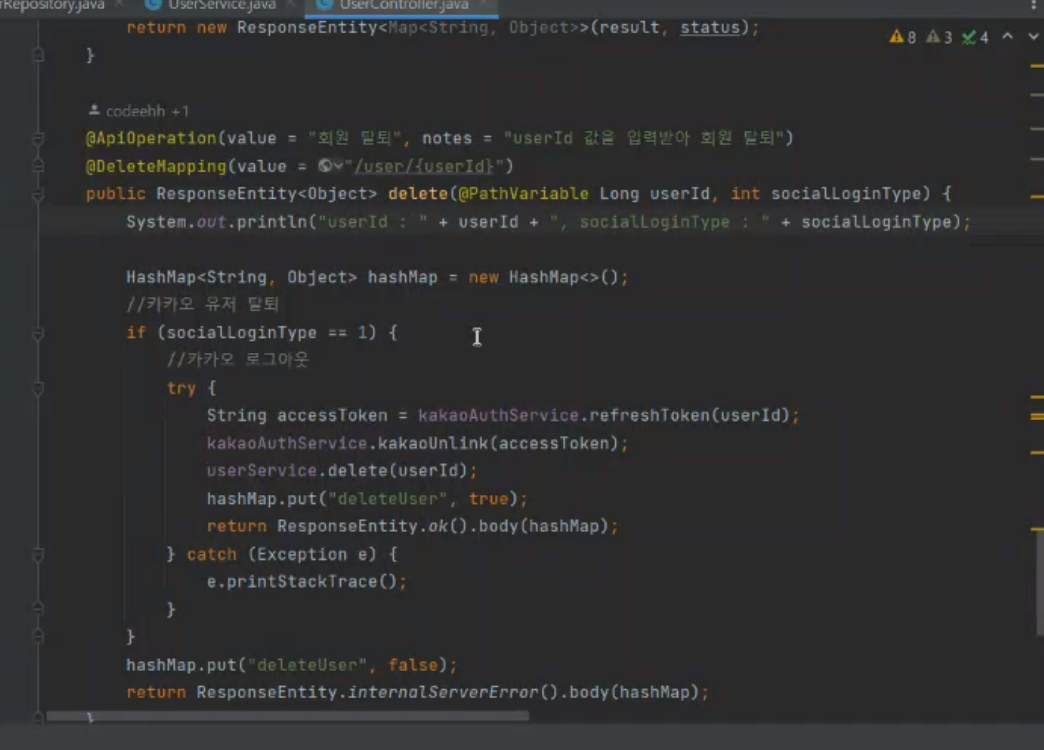 rRepository.java UserService.java UserController.java
return new ResponseEntity<Map<String, Object>>(result, status);
8 3 4
}
codeehh +1
@ApiOperation(value = "회원 탈퇴", notes = "userId 값을 입력받아 회원 탈퇴")
@DeleteMapping(value = "/user/{userId}")
public ResponseEntity<Object> delete(@PathVariable Long userId, int socialLoginType) {
System.out.println("userId : " + userId + ", socialLoginType : " + socialLoginType);
HashMap<String, Object> hashMap = new HashMap<>();
//카카오 유저 탈퇴
if (socialLoginType == 1) {
//카카오 로그아웃
try {
String accessToken = kakaoAuthService.refreshToken(userId);
kakaoAuthService.kakaoUnlink(accessToken);
userService.delete(userId);
hashMap.put("deleteUser", true);
return ResponseEntity.ok().body(hashMap);
} catch (Exception e) {
e.printStackTrace();
}
}
hashMap.put("deleteUser", false);
return ResponseEntity.internalServerError().body(hashMap);
}